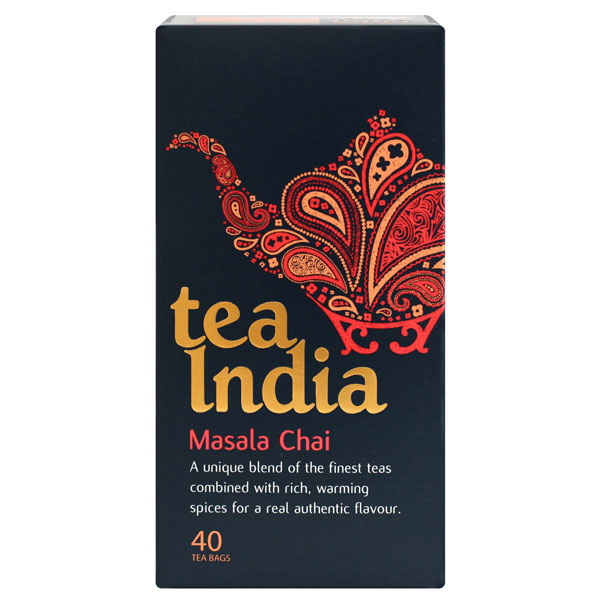 tea
India
Masala Chai
A unique blend of the finest teas
combined with rich, warming
spices for a real authentic flavour.
40
TEA BAGS